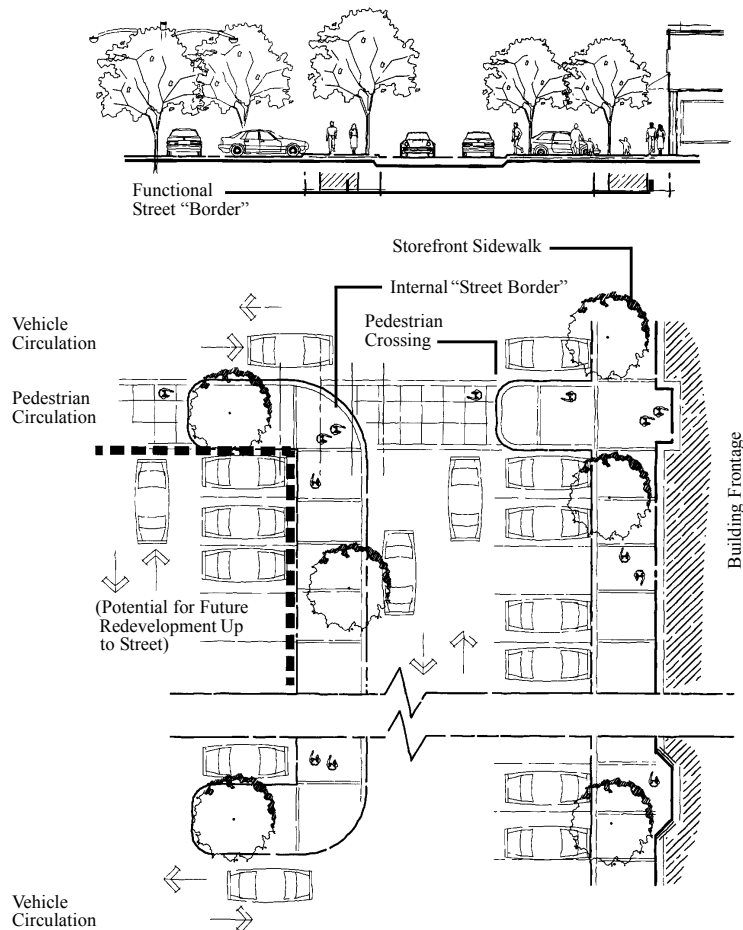 Functional
Street “Border”
Storefront Sidewalk
Internal “Street Border”
Vehicle
Circulation
Pedestrian
Crossing
Pedestrian
Circulation
Building Frontage
(Potential for Future
Redevelopment Up
to Street)
Vehicle
Circulation